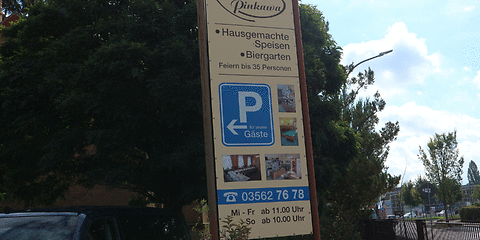 Pinkawa
• Hausgemachte
Speisen
• Biergarten
Feiern bis 35 Personen
P
für unsere
Gäste
☎ 03562 76 78
Mi - Fr ab 11.00 Uhr
So ab 10.00 Uhr